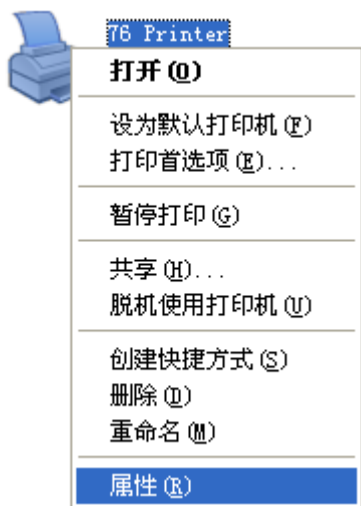 76 Printer
打开(O)
设为默认打印机(F)
打印首选项(E)...
暂停打印(G)
共享(H)...
脱机使用打印机(U)
创建快捷方式(S)
删除(D)
重命名(M)
属性(R)